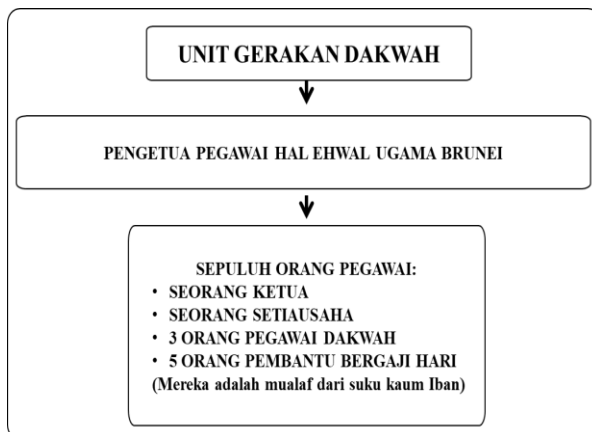 UNIT GERAKAN DAKWAH
PENGETUA PEGAWAI HAL EHWAL UGAMA BRUNEI
SEPULUH ORANG PEGAWAI:
• SEORANG KETUA
• SEORANG SETIAUSAHA
• 3 ORANG PEGAWAI DAKWAH
• 5 ORANG PEMBANTU BERGAJI HARI
(Mereka adalah mualaf dari suku kaum Iban)